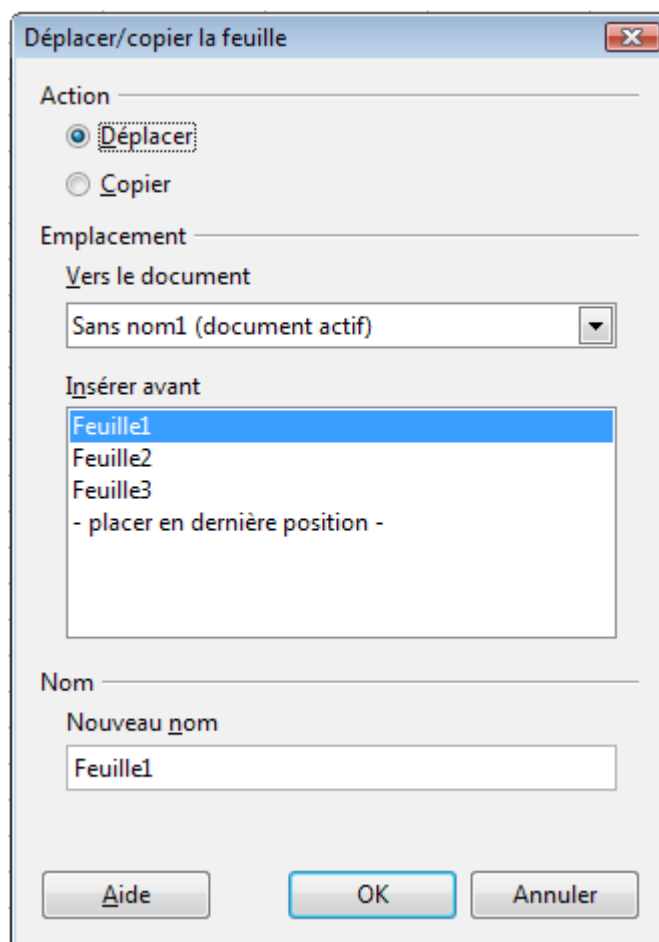 Déplacer/copier la feuille
Action
Déplacer
Copier
Emplacement
Vers le document
Sans nom1 (document actif)
Insérer avant
Feuille1
Feuille2
Feuille3
- placer en dernière position -
Nom
Nouveau nom
Feuille1
Aide OK Annuler